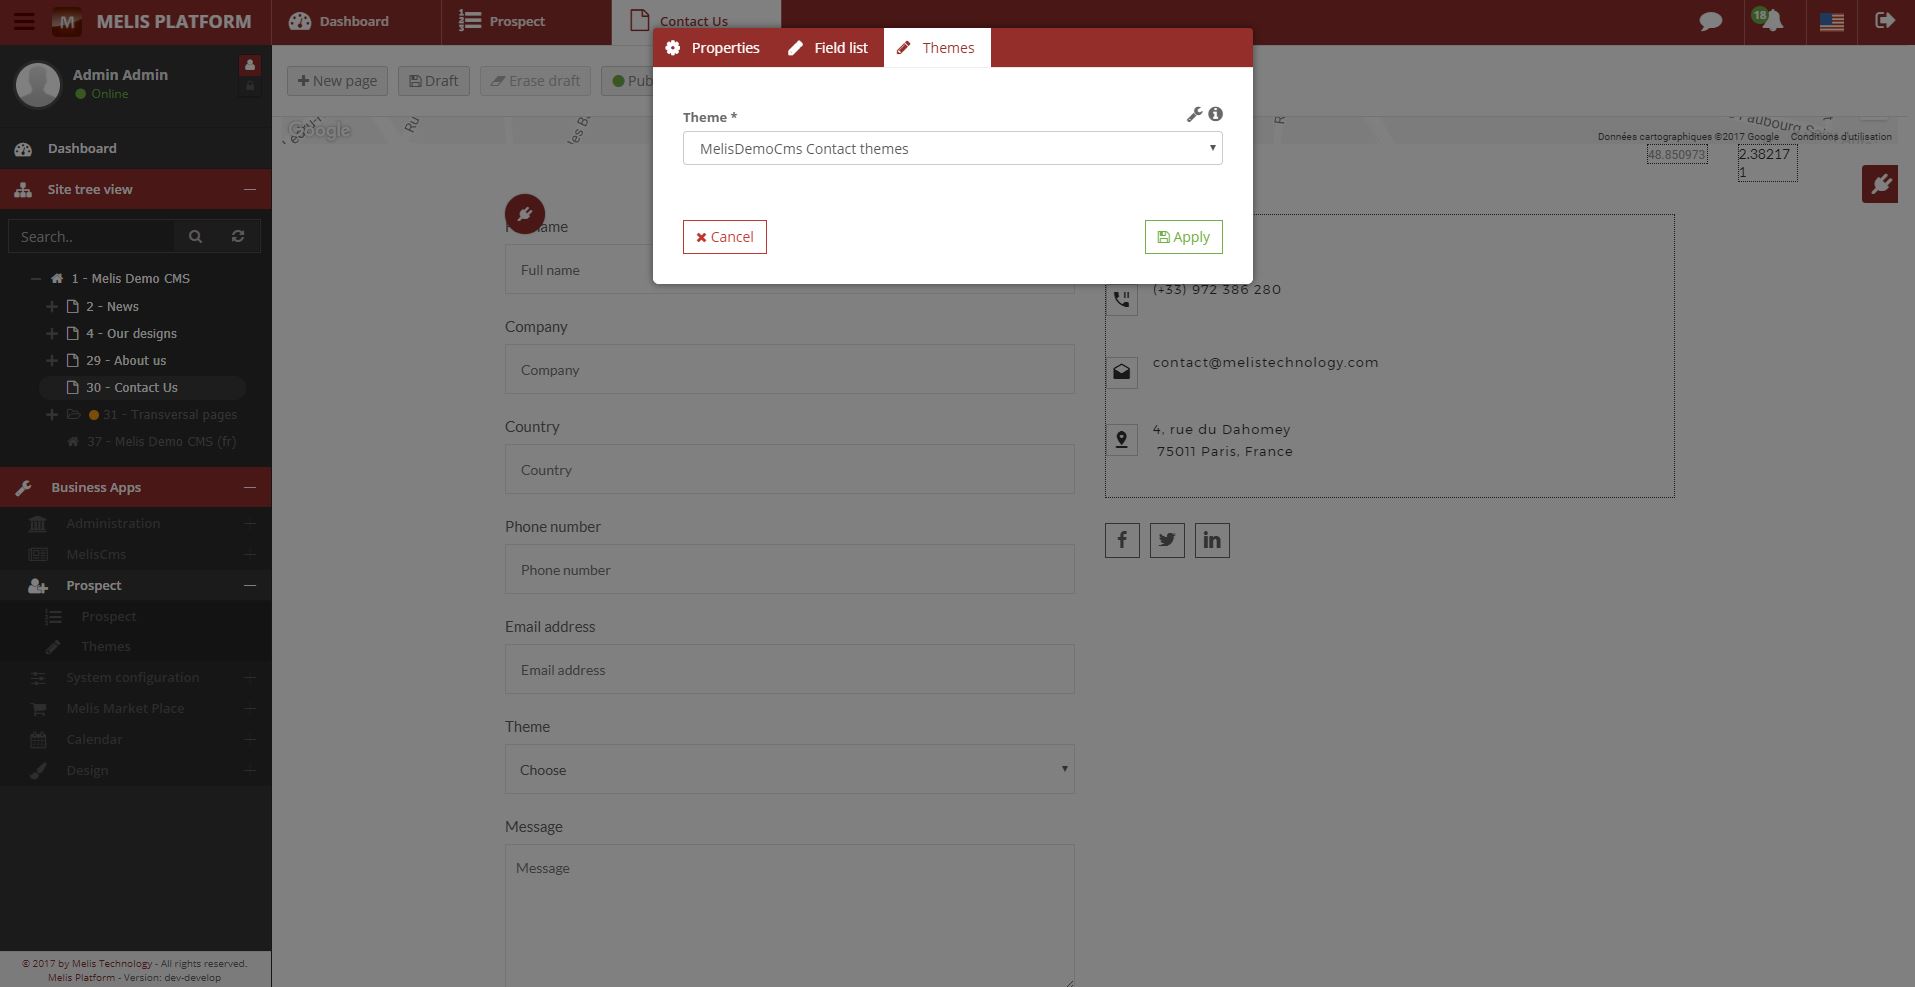 MELIS PLATFORM
Dashboard
Prospect
Contact Us
18
Admin Admin
Online
Dashboard
Site tree view
Search..
1 - Melis Demo CMS
2 - News
4 - Our designs
29 - About us
30 - Contact Us
31 - Transversal pages
37 - Melis Demo CMS (fr)
Business Apps
Administration
MelisCms
Prospect
Prospect
Themes
System configuration
Melis Market Place
Calendar
Design
© 2017 by Melis Technology - All rights reserved.
Melis Platform - Version: dev-develop
New page
Draft
Erase draft
Properties
Field list
Themes
Theme *
MelisDemoCms Contact themes
Cancel
Apply
Google
Ru
les B
Données cartographiques ©2017 Google
Conditions d'utilisation
48.850973
2.38217
1
Full name
Company
Company
Country
Country
Phone number
Phone number
Email address
Email address
Theme
Choose
Message
Message
(+33) 972 386 280
contact@melistechnology.com
4, rue du Dahomey
75011 Paris, France